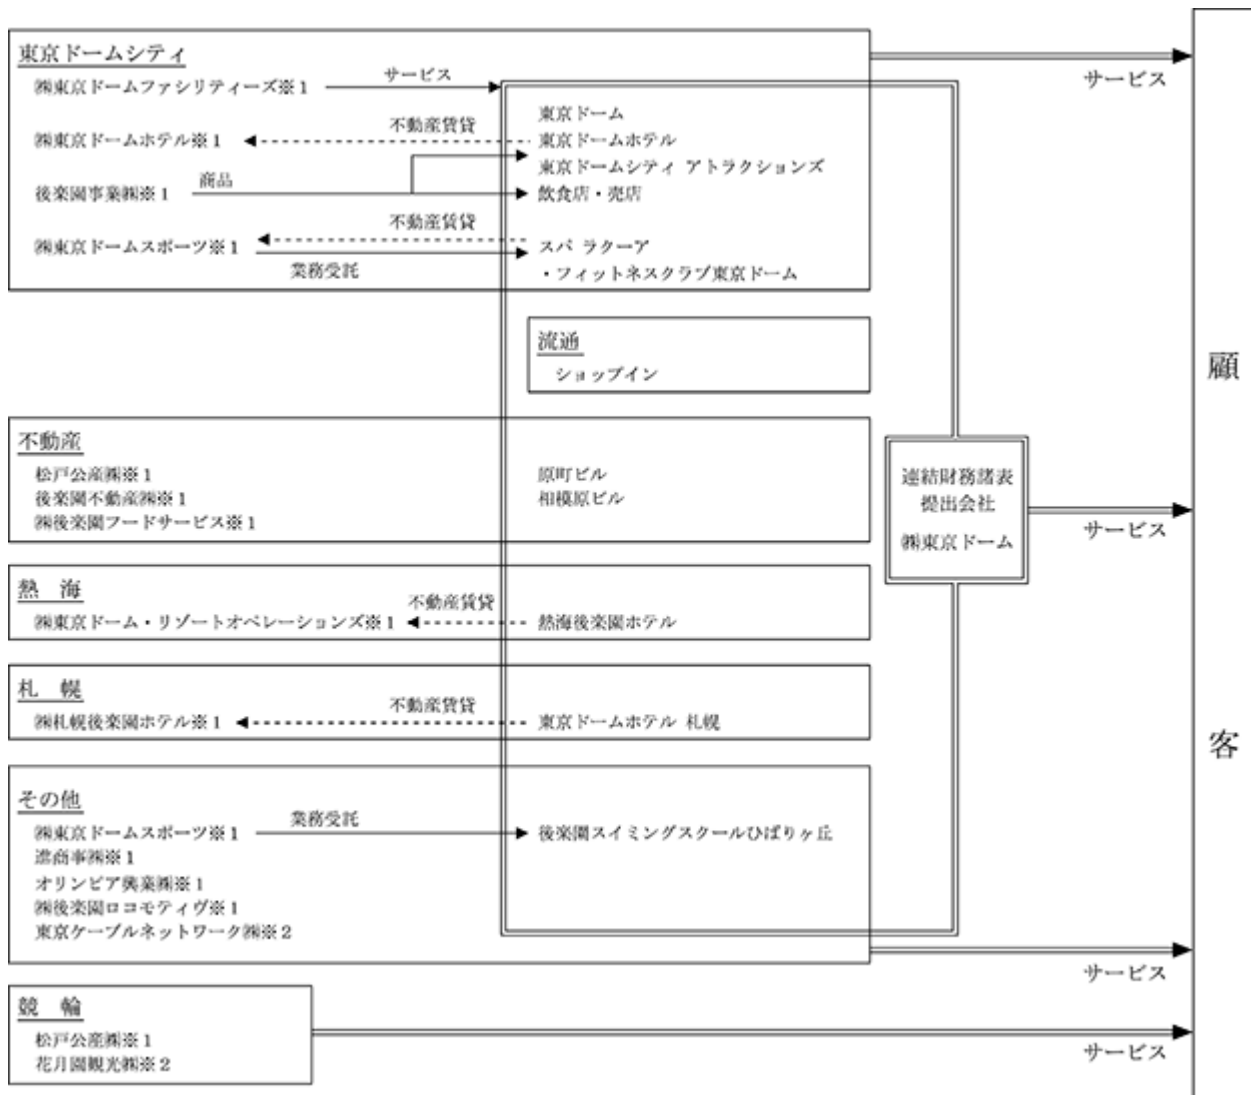 東京ドームシティ
㈱東京ドームファシリティーズ※1
サービス
サービス
東京ドーム
不動産賃貸
㈱東京ドームホテル※1
東京ドームホテル
東京ドームシティ アトラクションズ
商品
後楽園事業㈱※1
飲食店・売店
不動産賃貸
㈱東京ドームスポーツ※1
スパ ラクーア
業務受託
・フィットネスクラブ東京ドーム
流通
ショップイン
顧
客
不動産
松戸公産㈱※1
原町ビル
後楽園不動産㈱※1
相模原ビル
㈱後楽園フードサービス※1
連結財務諸表
提出会社
㈱東京ドーム
サービス
熱 海
不動産賃貸
㈱東京ドーム・リゾートオペレーションズ※1
熱海後楽園ホテル
札 幌
不動産賃貸
㈱札幌後楽園ホテル※1
東京ドームホテル 札幌
その他
業務受託
㈱東京ドームスポーツ※1
後楽園スイミングスクールひばりヶ丘
進商事㈱※1
オリンピア興業㈱※1
㈱後楽園ロコモティヴ※1
東京ケーブルネットワーク㈱※2
サービス
競 輪
松戸公産㈱※1
花月園観光㈱※2
サービス